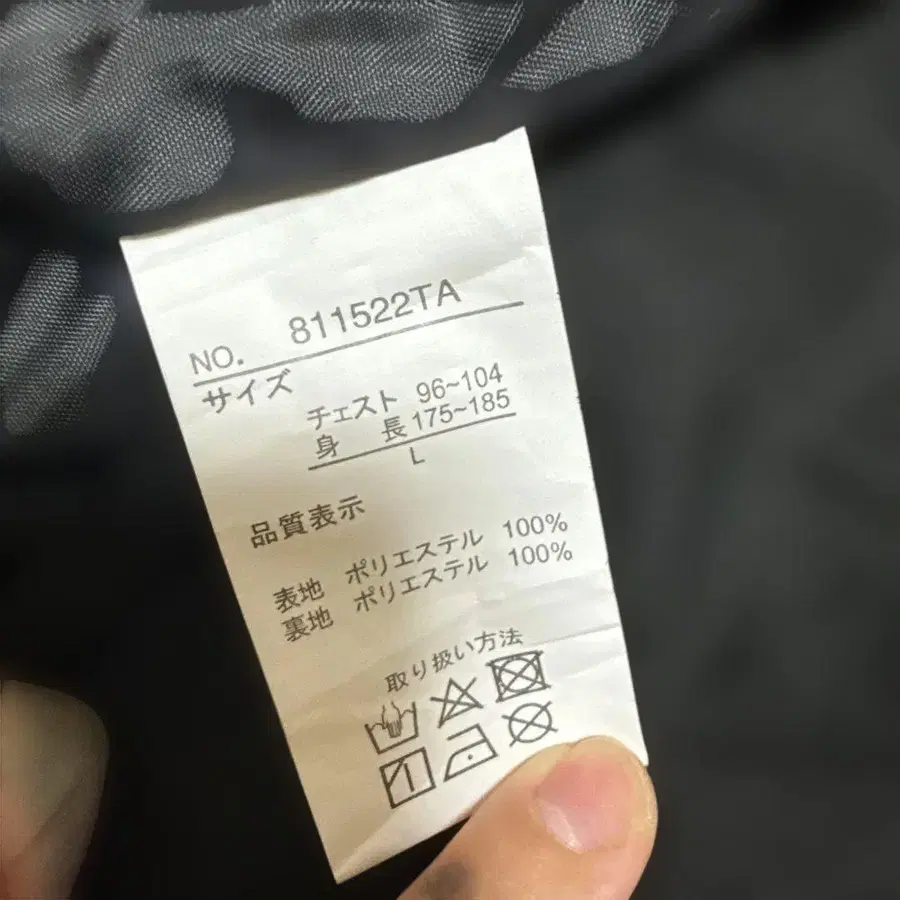 NO. 811522TA
サイズ
チェスト 96~104
身 長 175~185
L
品質表示
表地 ポリエステル 100%
裏地 ポリエステル 100%
取り扱い方法